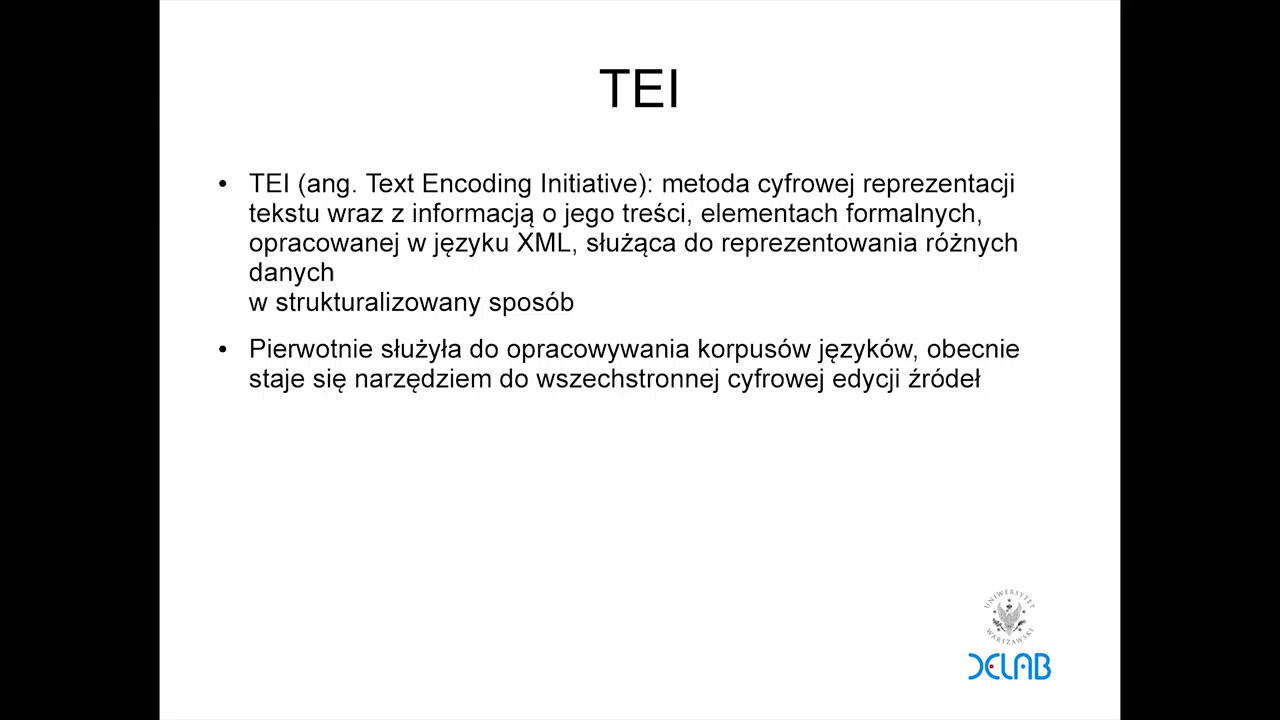 TEI
• TEI (ang. Text Encoding Initiative): metoda cyfrowej reprezentacji
tekstu wraz z informacją o jego treści, elementach formalnych,
opracowanej w języku XML, służąca do reprezentowania różnych
danych
w strukturalizowany sposób
• Pierwotnie służyła do opracowywania korpusów języków, obecnie
staje się narzędziem do wszechstronnej cyfrowej edycji źródeł
UNIWERSYTET
WARSZAWSKI
DELAB